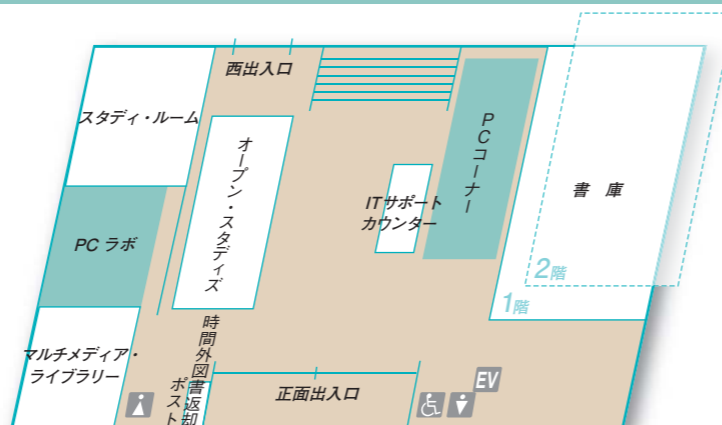 西出入口
スタディ・ルーム
オープン・スタディズ
PCコーナー
ITサポート
カウンター
書 庫
PC ラボ
2階
1階
マルチメディア・
ライブラリー
時間外図書返却
ポスト
正面出入口
EV